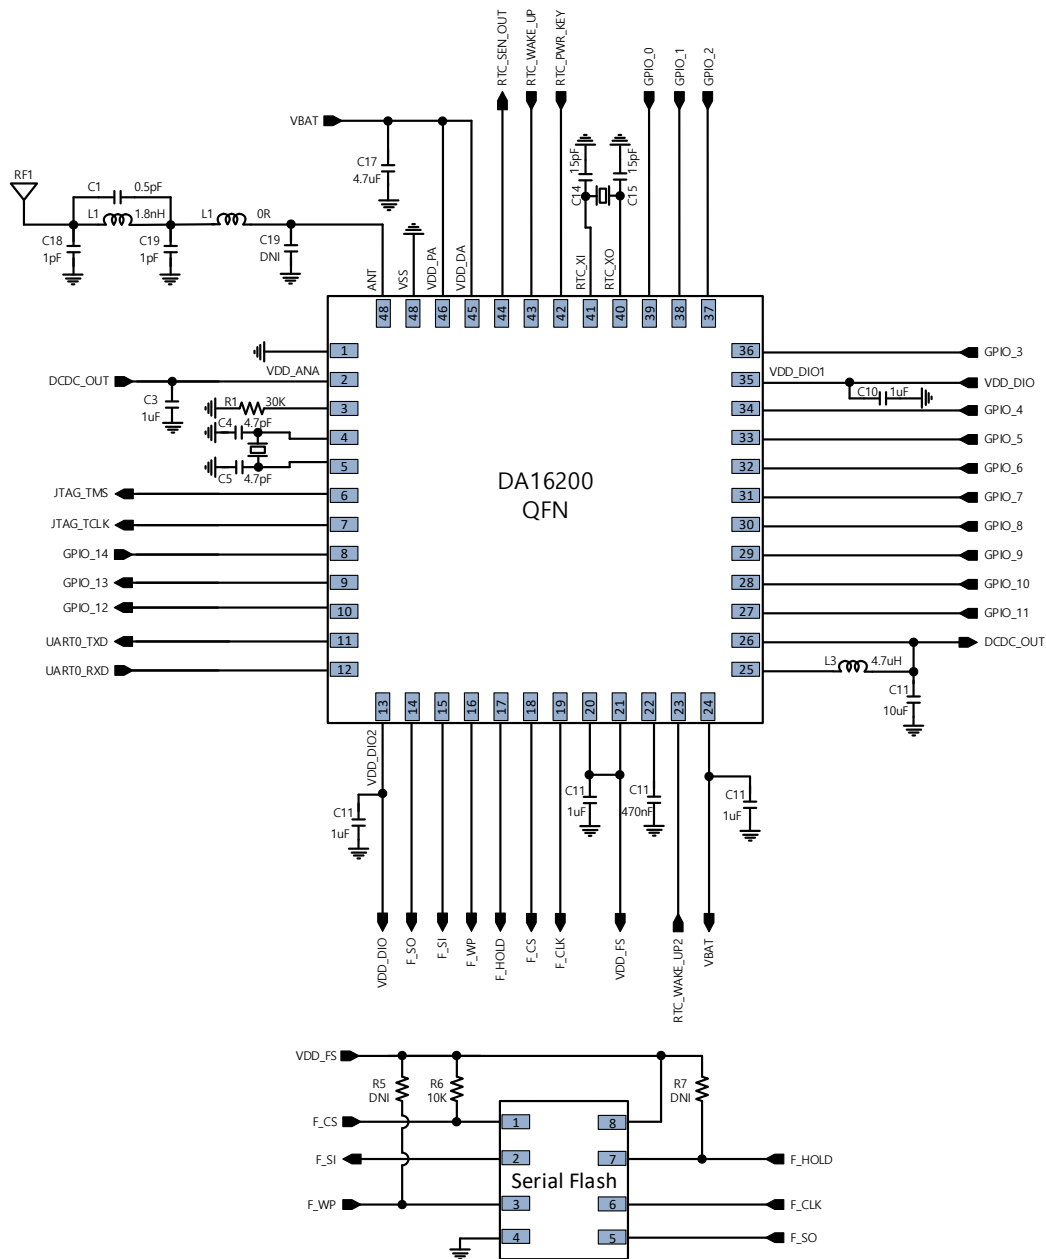 RTC_SEN_OUT
RTC_WAKE_UP
RTC_PWR_KEY
GPIO_0
GPIO_1
GPIO_2
VBAT
C17
4.7uF
15pF
C14
15pF
C15
RF1
C1 0.5pF
L1 1.8nH
L1 0R
C18
1pF
C19
1pF
C19
DNI
ANT
VSS
VDD_PA
VDD_DA
RTC_XI
RTC_XO
48 48 46 45 44 43 42 41 40 39 38 37
1
DCDC_OUT
VDD_ANA
2
C3
1uF
R1 30K
3
C4 4.7pF
4
5
C5 4.7pF
JTAG_TMS 6
JTAG_TCLK 7
GPIO_14 8
GPIO_13 9
GPIO_12 10
UART0_TXD 11
UART0_RXD 12
DA16200
QFN
36 GPIO_3
35 VDD_DIO1 VDD_DIO
C10 1uF
34 GPIO_4
33 GPIO_5
32 GPIO_6
31 GPIO_7
30 GPIO_8
29 GPIO_9
28 GPIO_10
27 GPIO_11
26 DCDC_OUT
25 L3 4.7uH
C11
10uF
13 14 15 16 17 18 19 20 21 22 23 24
VDD_DIO2
C11
1uF
C11
1uF
C11
470nF
C11
1uF
VDD_DIO
F_SO
F_SI
F_WP
F_HOLD
F_CS
F_CLK
VDD_FS
RTC_WAKE_UP2
VBAT
VDD_FS
R5
DNI
R6
10K
R7
DNI
F_CS 1 8
F_SI 2 7 F_HOLD
Serial Flash
F_WP 3 6 F_CLK
4 5 F_SO